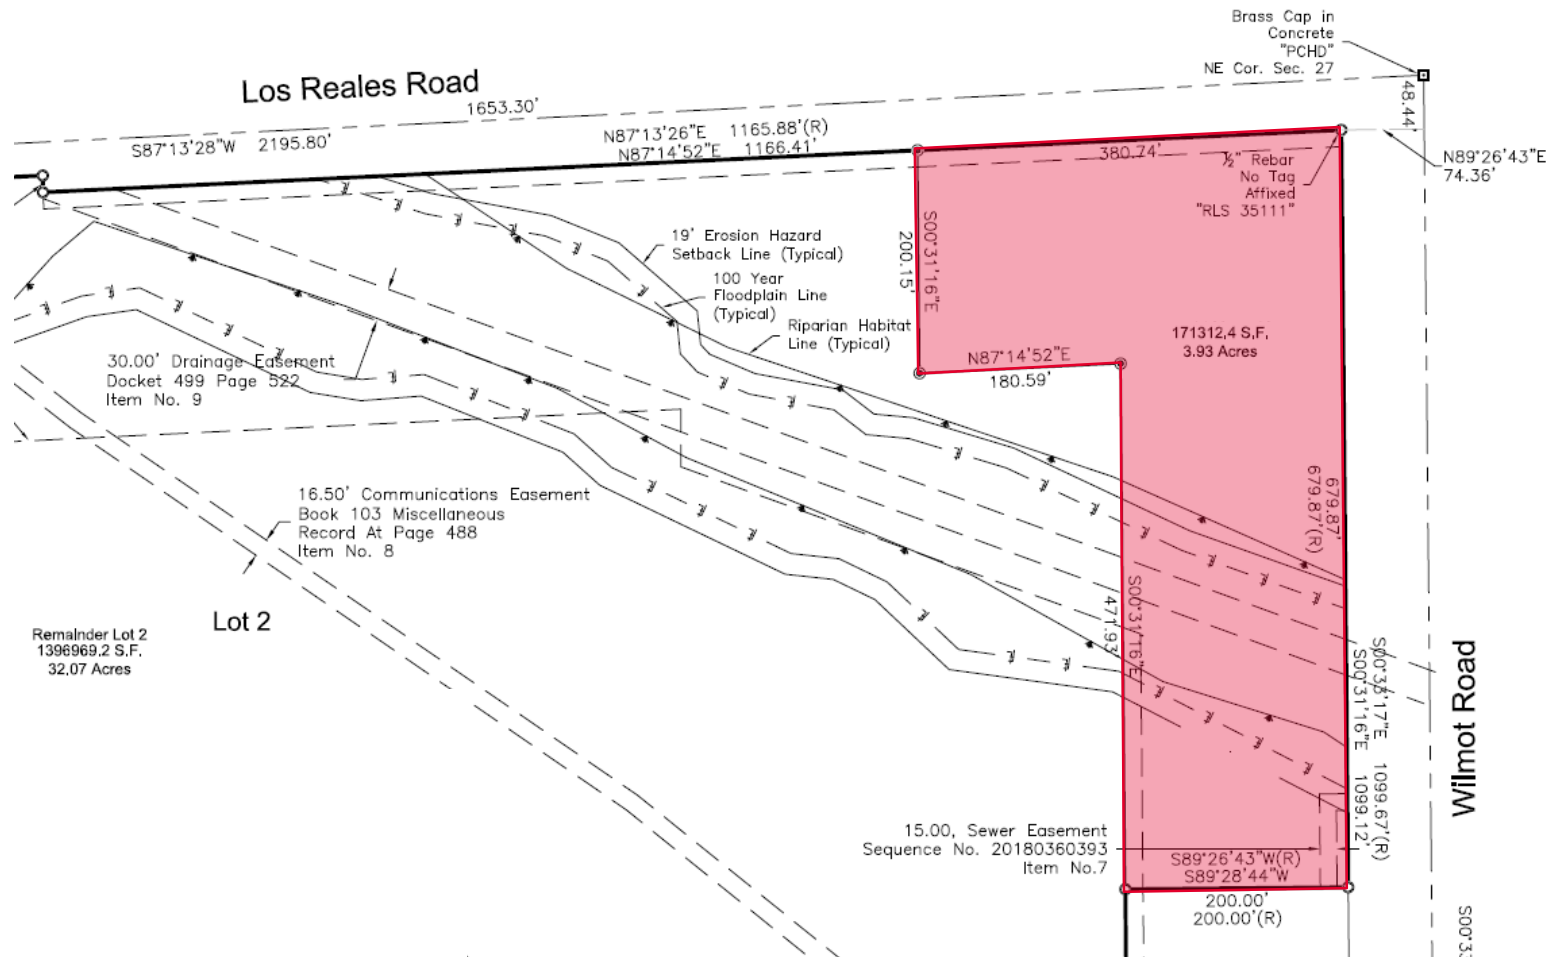 Brass Cap in
Concrete
"PCHD"
NE Cor. Sec. 27
Los Reales Road
1653.30'
48.44'
S87°13'28"W 2195.80'
N87°13'26"E 1165.88'(R)
N87°14'52"E 1166.41'
380.74'
½" Rebar
No Tag
Affixed
"RLS 35111"
N89°26'43"E
74.36'
S00°31'16"E
200.15'
19' Erosion Hazard
Setback Line (Typical)
100 Year
Floodplain Line
(Typical)
Riparian Habitat
Line (Typical)
171312.4 S.F.
3.93 Acres
N87°14'52"E
180.59'
30.00' Drainage Easement
Docket 499 Page 522
Item No. 9
679.87'
679.87'(R)
16.50' Communications Easement
Book 103 Miscellaneous
Record At Page 488
Item No. 8
S00°31'16"E
471.93'
Lot 2
Remainder Lot 2
1396969.2 S.F.
32.07 Acres
S00°33'17"E 1099.67'(R)
S00°31'16"E 1099.12'
Wilmot Road
15.00, Sewer Easement
Sequence No. 20180360393
Item No.7
S89°26'43"W(R)
S89°28'44"W
200.00'
200.00'(R)